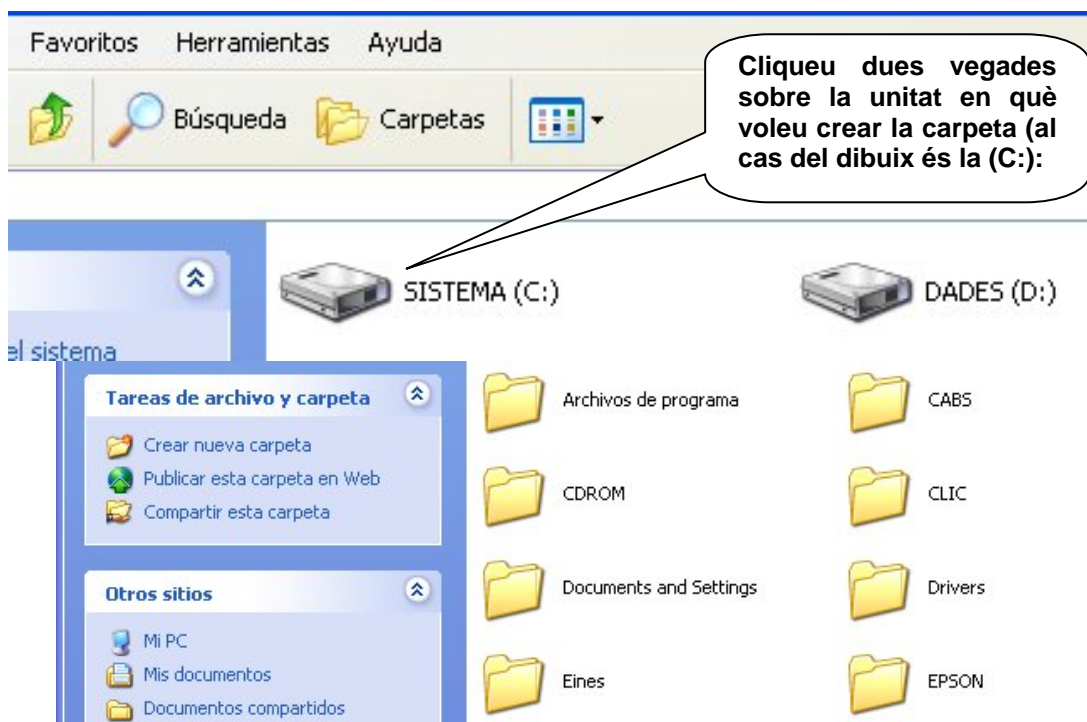 Favoritos Herramientas Ayuda
Búsqueda Carpetas
Cliqueu dues vegades
sobre la unitat en què
voleu crear la carpeta (al
cas del dibuix és la (C:):
SISTEMA (C:) DADES (D:)
el sistema
Tareas de archivo y carpeta
Crear nueva carpeta
Publicar esta carpeta en Web
Compartir esta carpeta
Otros sitios
Mi PC
Mis documentos
Documentos compartidos
Archivos de programa CABS
CDROM CLIC
Documents and Settings Drivers
Eines EPSON